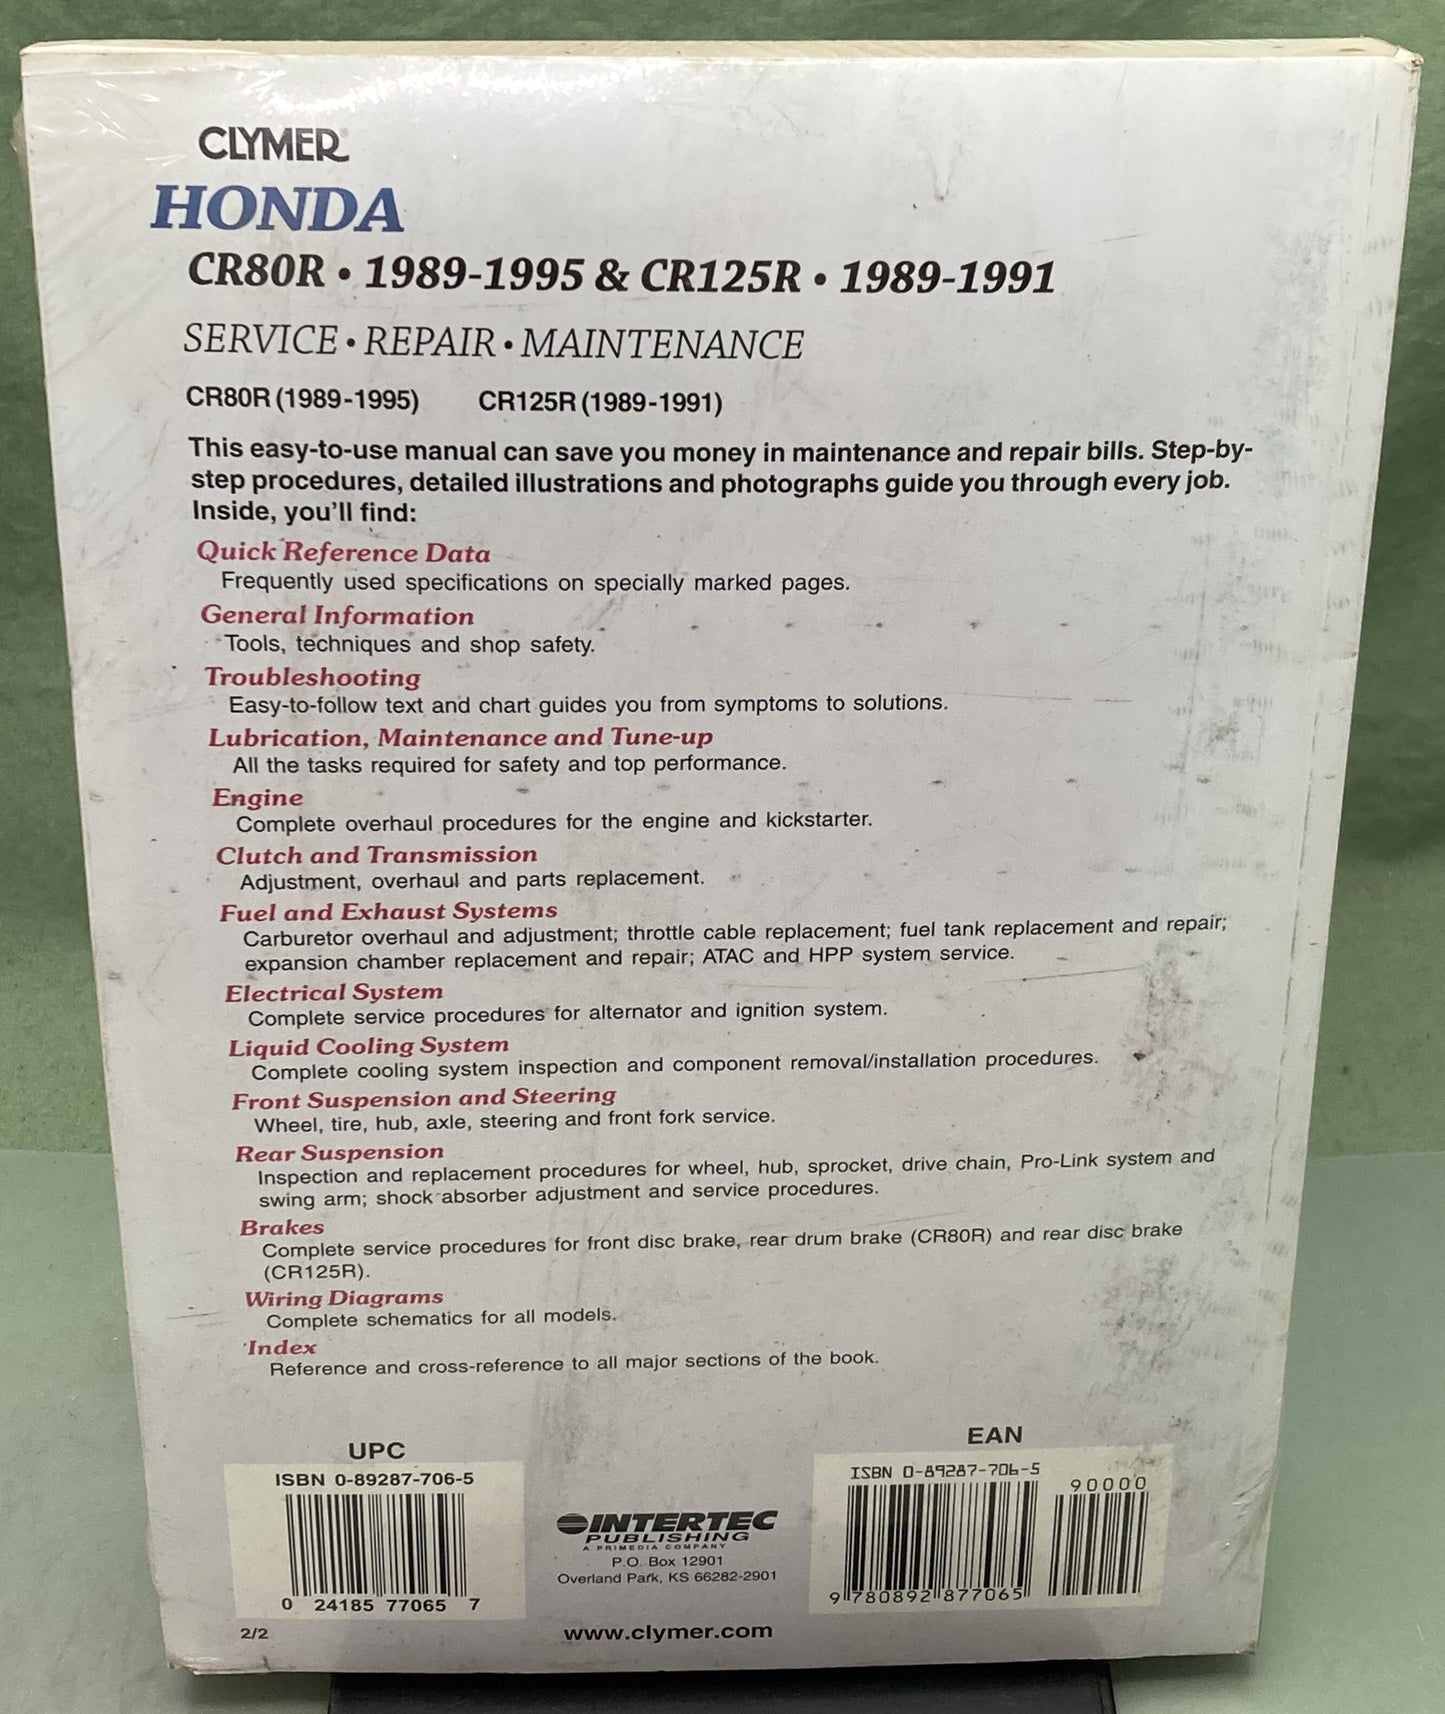 CLYMER
HONDA
CR80R • 1989-1995 & CR125R • 1989-1991
SERVICE • REPAIR • MAINTENANCE
CR80R (1989-1995) CR125R (1989-1991)
This easy-to-use manual can save you money in maintenance and repair bills. Step-by-
step procedures, detailed illustrations and photographs guide you through every job.
Inside, you'll find:
Quick Reference Data
Frequently used specifications on specially marked pages.
General Information
Tools, techniques and shop safety.
Troubleshooting
Easy-to-follow text and chart guides you from symptoms to solutions.
Lubrication, Maintenance and Tune-up
All the tasks required for safety and top performance.
Engine
Complete overhaul procedures for the engine and kickstarter.
Clutch and Transmission
Adjustment, overhaul and parts replacement.
Fuel and Exhaust Systems
Carburetor overhaul and adjustment; throttle cable replacement; fuel tank replacement and repair;
expansion chamber replacement and repair; ATAC and HPP system service.
Electrical System
Complete service procedures for alternator and ignition system.
Liquid Cooling System
Complete cooling system inspection and component removal/installation procedures.
Front Suspension and Steering
Wheel, tire, hub, axle, steering and front fork service.
Rear Suspension
Inspection and replacement procedures for wheel, hub, sprocket, drive chain, Pro-Link system and
swing arm; shock absorber adjustment and service procedures.
Brakes
Complete service procedures for front disc brake, rear drum brake (CR80R) and rear disc brake
(CR125R).
Wiring Diagrams
Complete schematics for all models.
Index
Reference and cross-reference to all major sections of the book.
UPC
ISBN 0-89287-706-5
0 24185 77065 7
2/2
INTERTEC
PUBLISHING
A PRIMEDIA COMPANY
P.O. Box 12901
Overland Park, KS 66282-2901
www.clymer.com
EAN
ISBN 0-89287-706-5
90000
9 780892 877065